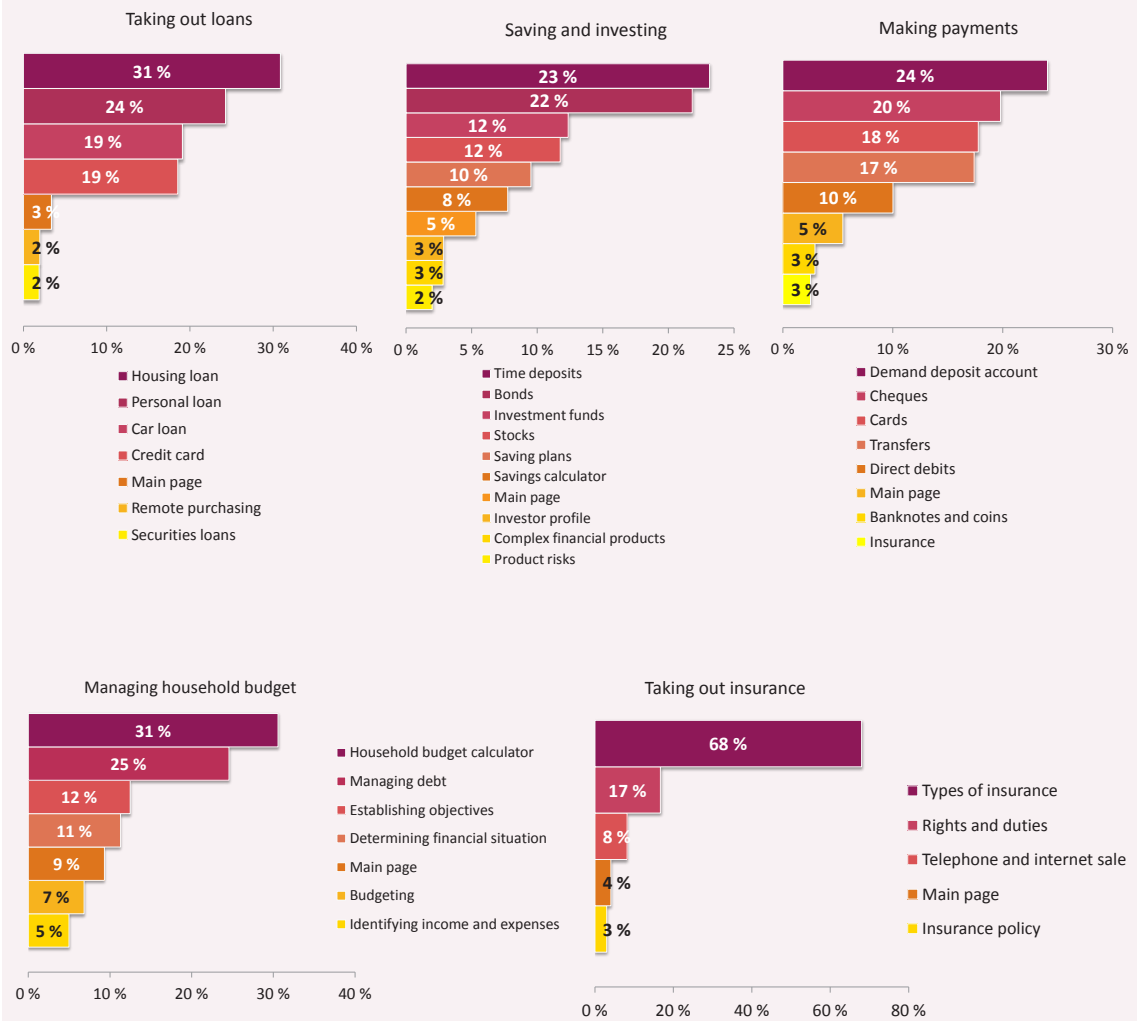 Taking out loans
31 %
24 %
19 %
19 %
3 %
2 %
2 %
0 %
10 %
20 %
30 %
40 %
Housing loan
Personal loan
Car loan
Credit card
Main page
Remote purchasing
Securities loans
Saving and investing
23 %
22 %
12 %
12 %
10 %
8 %
5 %
3 %
3 %
2 %
0 %
5 %
10 %
15 %
20 %
25 %
Time deposits
Bonds
Investment funds
Stocks
Saving plans
Savings calculator
Main page
Investor profile
Complex financial products
Product risks
Making payments
24 %
20 %
18 %
17 %
10 %
5 %
3 %
3 %
0 %
10 %
20 %
30 %
Demand deposit account
Cheques
Cards
Transfers
Direct debits
Main page
Banknotes and coins
Insurance
Managing household budget
31 %
25 %
12 %
11 %
9 %
7 %
5 %
0 %
10 %
20 %
30 %
40 %
Household budget calculator
Managing debt
Establishing objectives
Determining financial situation
Main page
Budgeting
Identifying income and expenses
Taking out insurance
68 %
17 %
8 %
4 %
3 %
0 %
20 %
40 %
60 %
80 %
Types of insurance
Rights and duties
Telephone and internet sale
Main page
Insurance policy